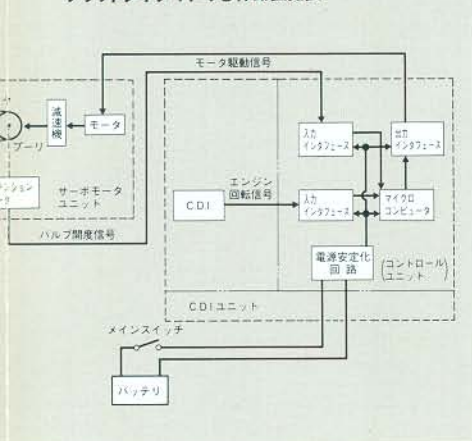 モータ駆動信号
減速機
モータ
プーリ
サーボモータ
ユニット
バルブ開度信号
CDI
エンジン
回転信号
入力
インタフェース
出力
インタフェース
入力
インタフェース
マイクロ
コンピュータ
電源安定化
回路
(コントロール
ユニット)
CDIユニット
メインスイッチ
バッテリ